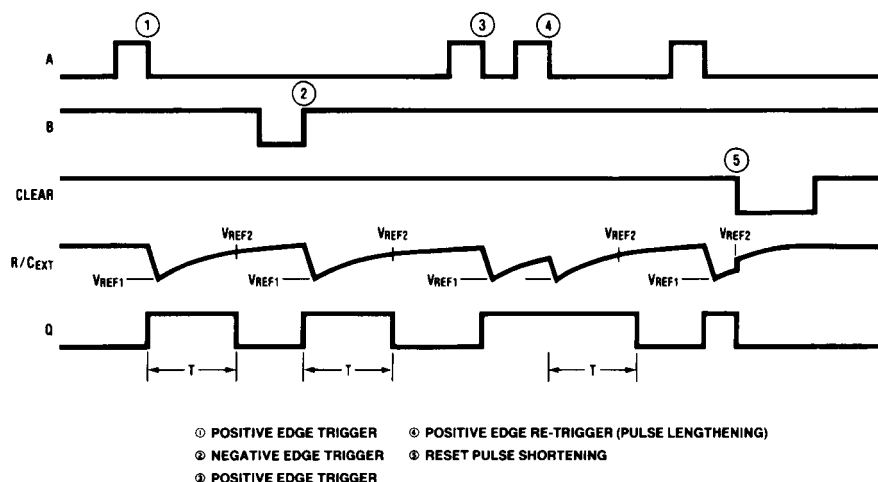 ① ③ ④
A
②
B
⑤
CLEAR
VREF2 VREF2 VREF2 VREF2
R/CEXT
VREF1 VREF1 VREF1 VREF1
Q
T T T
① POSITIVE EDGE TRIGGER ④ POSITIVE EDGE RE-TRIGGER (PULSE LENGTHENING)
② NEGATIVE EDGE TRIGGER ⑤ RESET PULSE SHORTENING
③ POSITIVE EDGE TRIGGER